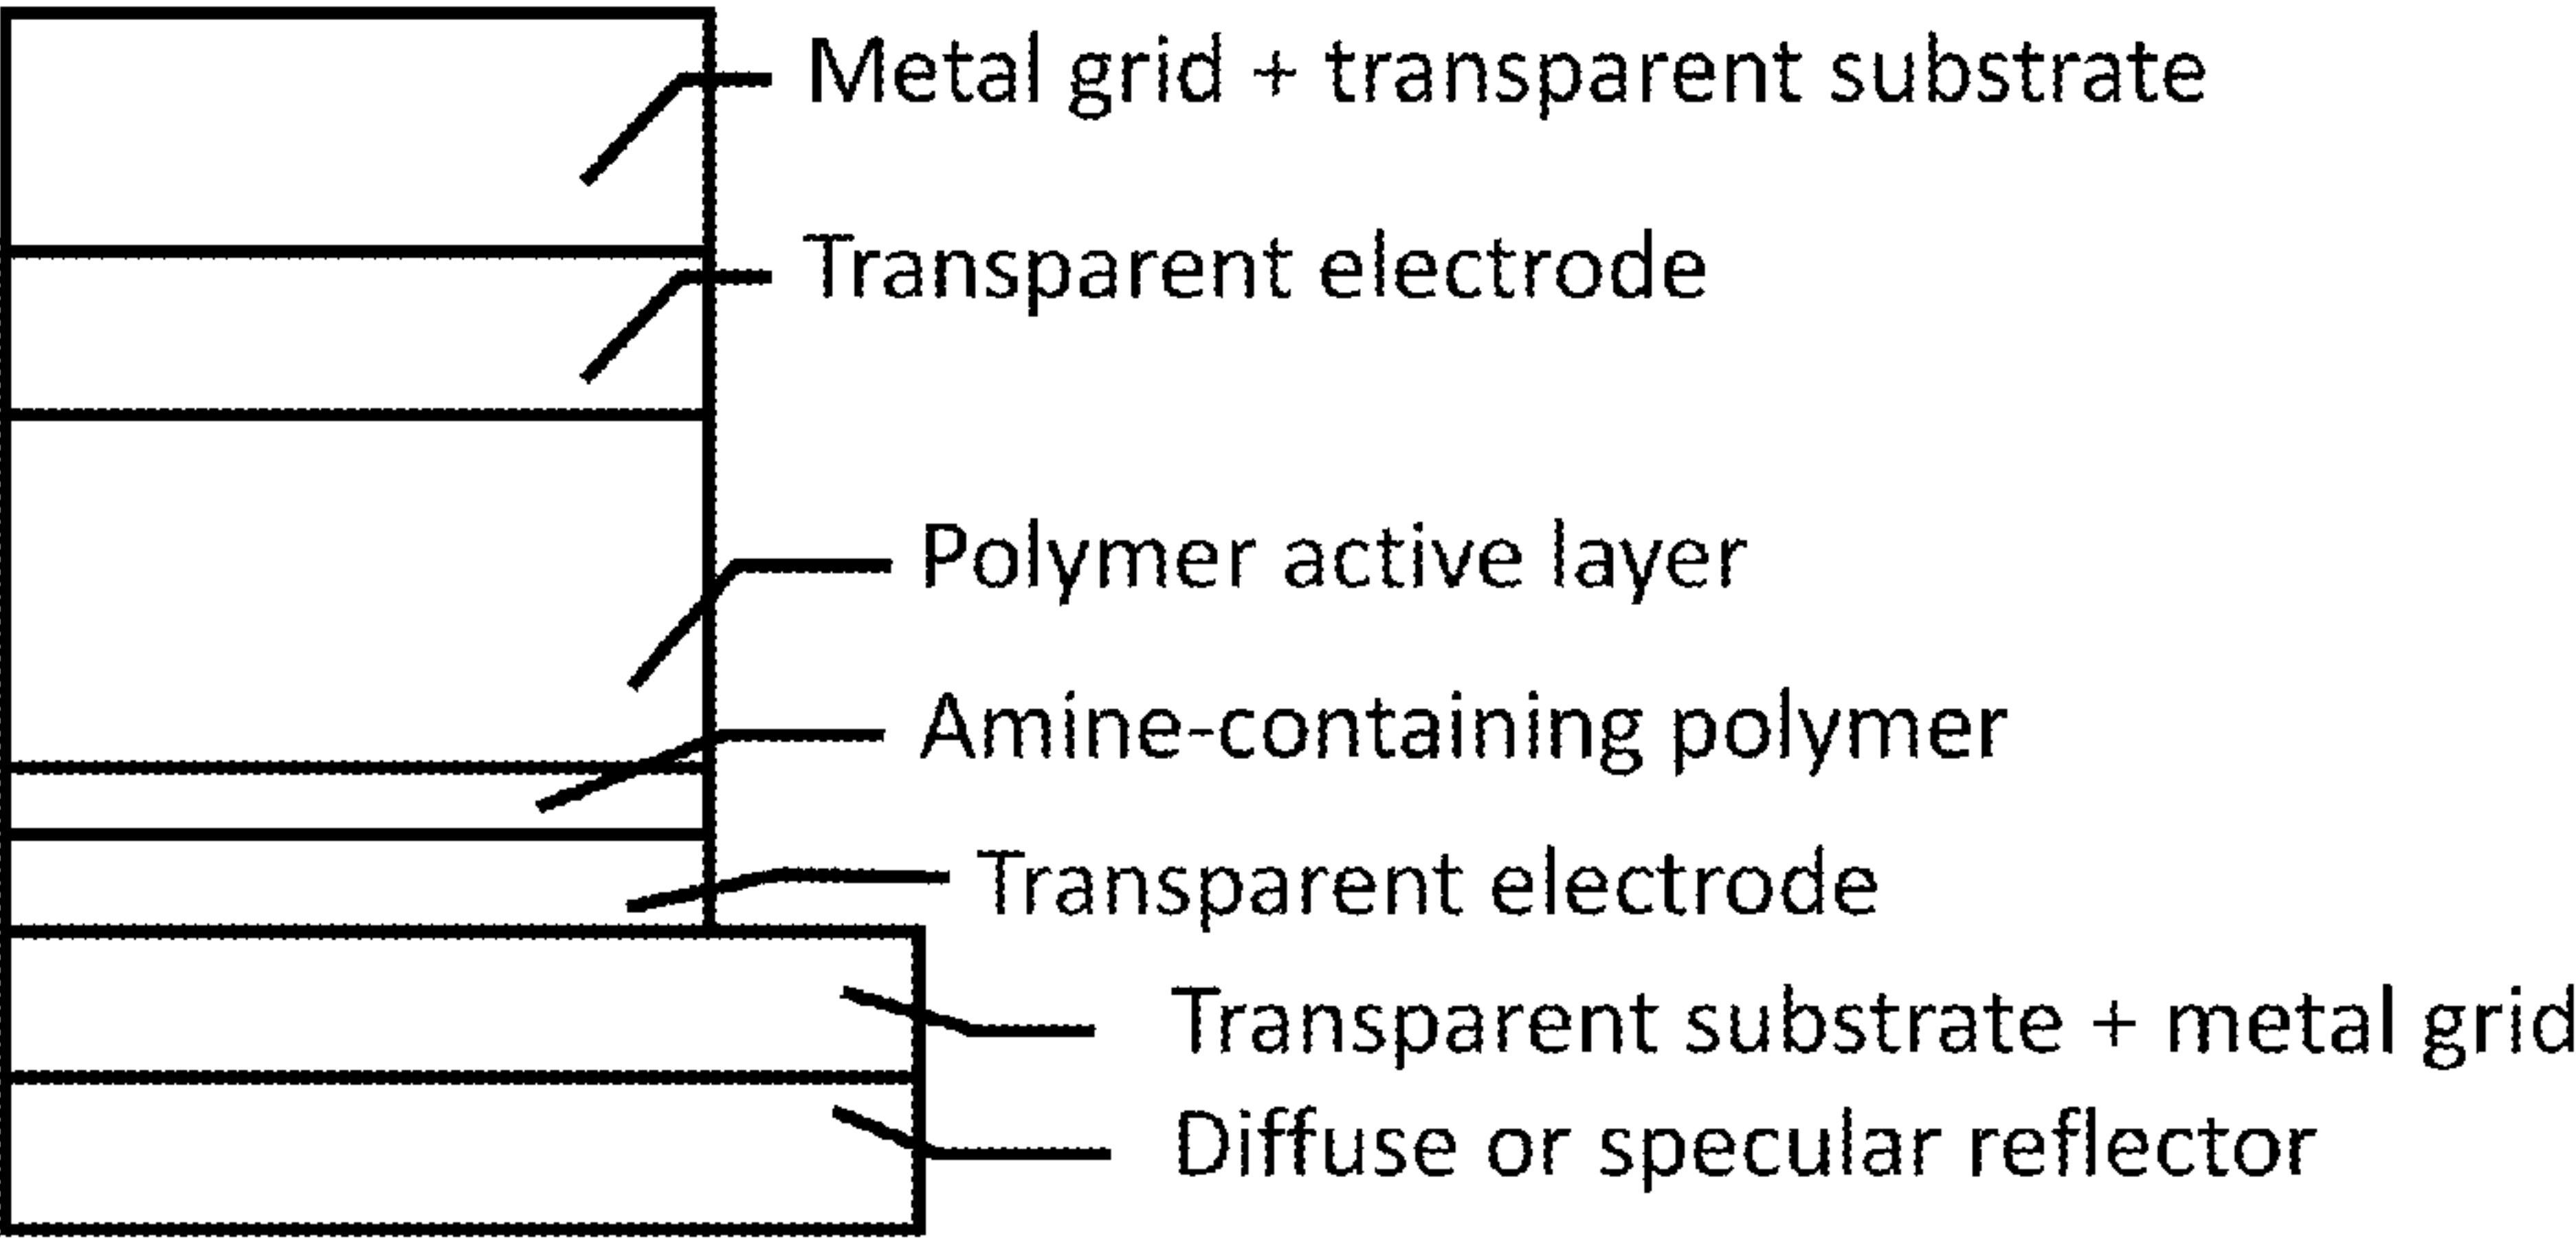 Metal grid + transparent substrate
Transparent electrode
Polymer active layer
Amine-containing polymer
Transparent electrode
Transparent substrate + metal grid
Diffuse or specular reflector